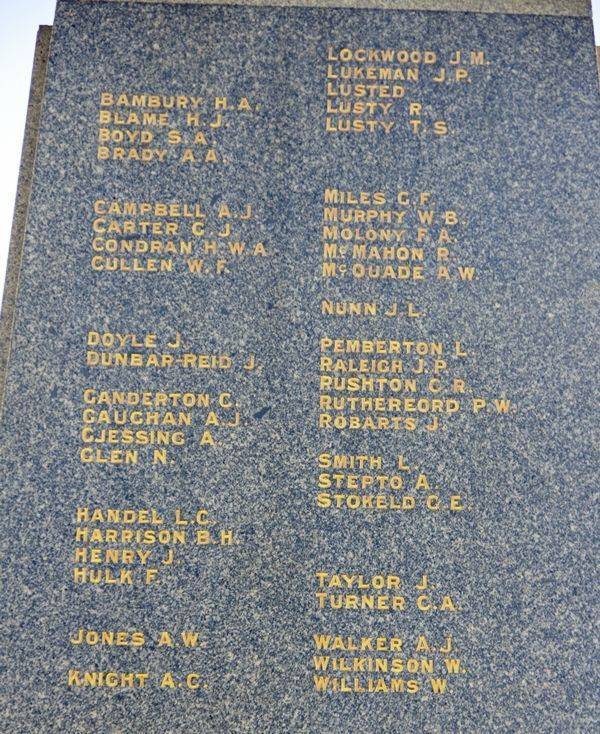 BAMBURY H.A.
BLAME H.J.
BOYD S.A.
BRADY A.A.
CAMPBELL A.J.
CARTER C.J.
CONDRAN H.W.A.
CULLEN W.F.
DOYLE J.
DUNBAR-REID J.
GANDERTON C.
GAUGHAN A.J.
GJESSING A.
GLEN N.
HANDEL L.C.
HARRISON B.H.
HENRY J.
HULK F.
JONES A.W.
KNIGHT A.C.
LOCKWOOD J.M.
LUKEMAN J.P.
LUSTED
LUSTY R.
LUSTY T.S.
MILES G.F.
MURPHY W.B.
MOLONY F.A.
McMAHON R.
McQUADE A.W.
NUNN J.L.
PEMBERTON L.
RALEIGH J.P.
RUSHTON C.R.
RUTHEREORD P.W.
ROBARTS J.
SMITH L.
STEPTO A.
STOKELD G.E.
TAYLOR J.
TURNER C.A.
WALKER A.J.
WILKINSON W.
WILLIAMS W.